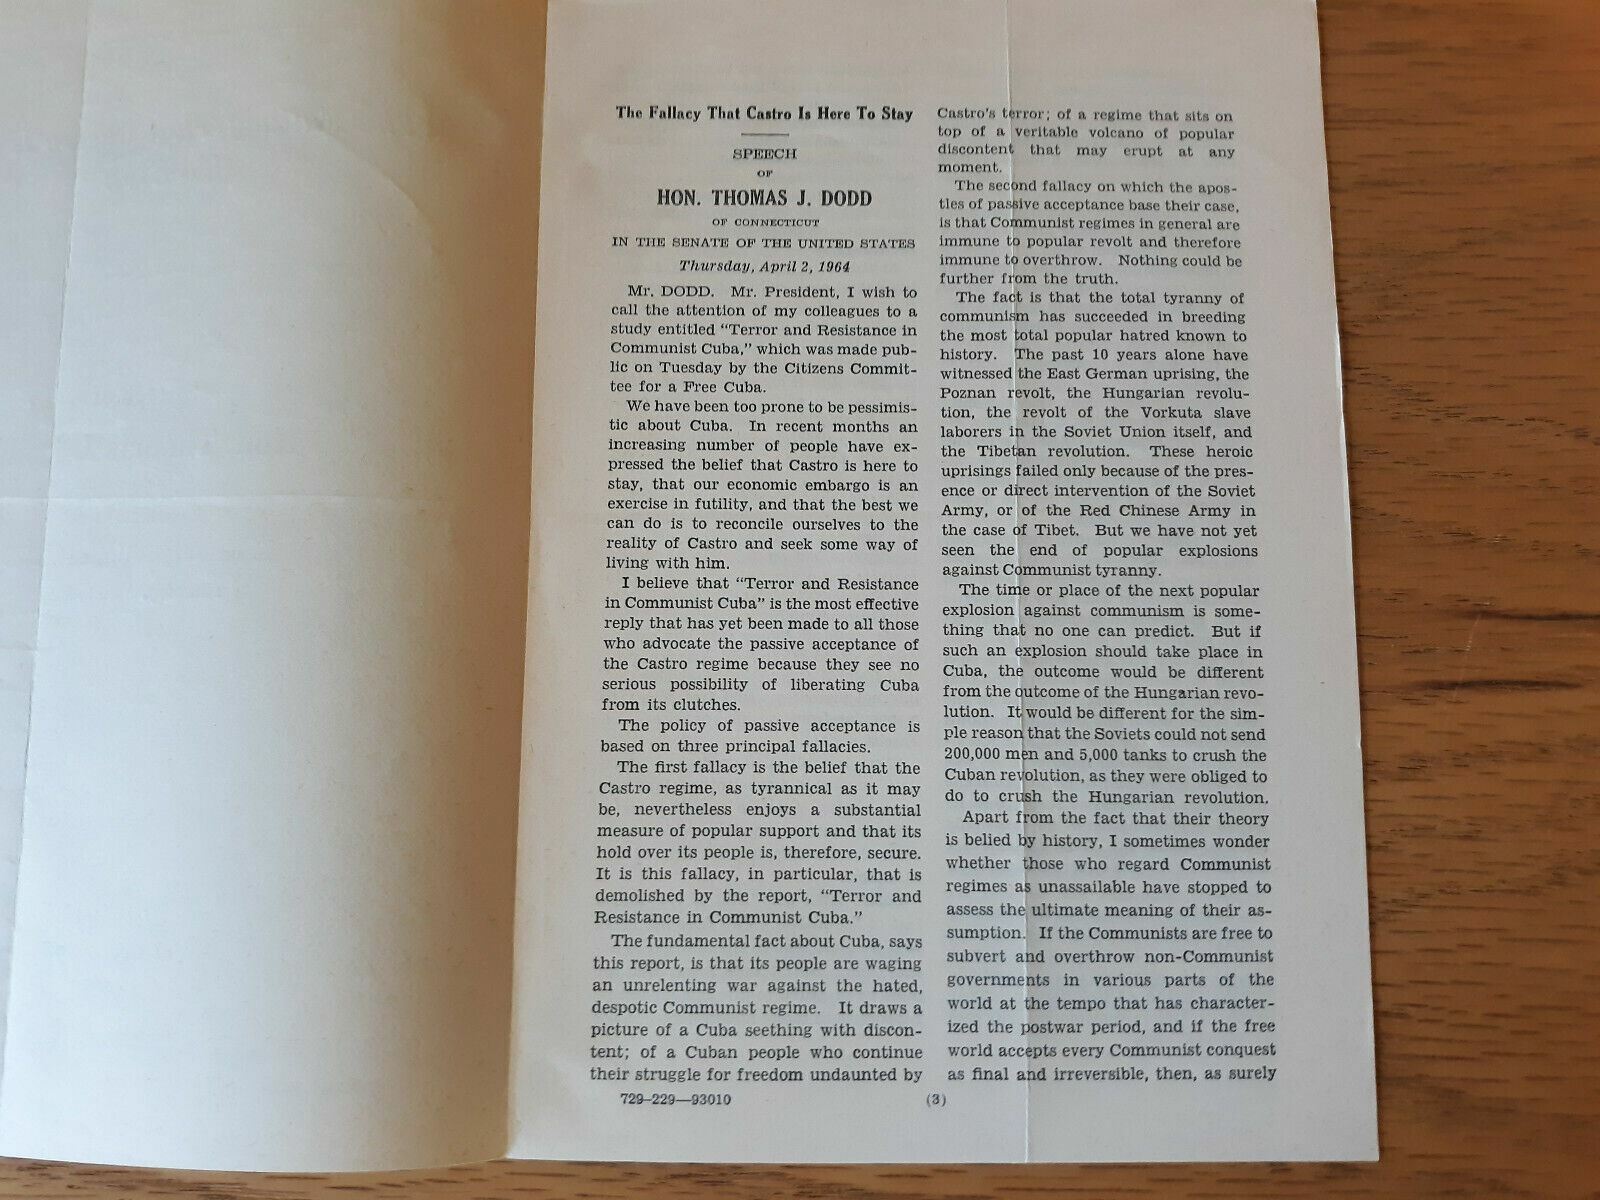 The Fallacy That Castro Is Here To Stay
SPEECH
OF
HON. THOMAS J. DODD
OF CONNECTICUT
IN THE SENATE OF THE UNITED STATES
Thursday, April 2, 1964
Mr. DODD. Mr. President, I wish to
call the attention of my colleagues to a
study entitled "Terror and Resistance in
Communist Cuba," which was made pub-
lic on Tuesday by the Citizens Commit-
tee for a Free Cuba.
We have been too prone to be pessimis-
tic about Cuba. In recent months an
increasing number of people have ex-
pressed the belief that Castro is here to
stay, that our economic embargo is an
exercise in futility, and that the best we
can do is to reconcile ourselves to the
reality of Castro and seek some way of
living with him.
I believe that "Terror and Resistance
in Communist Cuba" is the most effective
reply that has yet been made to all those
who advocate the passive acceptance of
the Castro regime because they see no
serious possibility of liberating Cuba
from its clutches.
The policy of passive acceptance is
based on three principal fallacies.
The first fallacy is the belief that the
Castro regime, as tyrannical as it may
be, nevertheless enjoys a substantial
measure of popular support and that its
hold over its people is, therefore, secure.
It is this fallacy, in particular, that is
demolished by the report, "Terror and
Resistance in Communist Cuba."
The fundamental fact about Cuba, says
this report, is that its people are waging
an unrelenting war against the hated,
despotic Communist regime. It draws a
picture of a Cuba seething with discon-
tent; of a Cuban people who continue
their struggle for freedom undaunted by
Castro's terror; of a regime that sits on
top of a veritable volcano of popular
discontent that may erupt at any
moment.
The second fallacy on which the apos-
tles of passive acceptance base their case,
is that Communist regimes in general are
immune to popular revolt and therefore
immune to overthrow. Nothing could be
further from the truth.
The fact is that the total tyranny of
communism has succeeded in breeding
the most total popular hatred known to
history. The past 10 years alone have
witnessed the East German uprising, the
Poznan revolt, the Hungarian revolu-
tion, the revolt of the Vorkuta slave
laborers in the Soviet Union itself, and
the Tibetan revolution. These heroic
uprisings failed only because of the pres-
ence or direct intervention of the Soviet
Army, or of the Red Chinese Army in
the case of Tibet. But we have not yet
seen the end of popular explosions
against Communist tyranny.
The time or place of the next popular
explosion against communism is some-
thing that no one can predict. But if
such an explosion should take place in
Cuba, the outcome would be different
from the outcome of the Hungarian revo-
lution. It would be different for the sim-
ple reason that the Soviets could not send
200,000 men and 5,000 tanks to crush the
Cuban revolution, as they were obliged to
do to crush the Hungarian revolution.
Apart from the fact that their theory
is belied by history, I sometimes wonder
whether those who regard Communist
regimes as unassailable have stopped to
assess the ultimate meaning of their as-
sumption. If the Communists are free to
subvert and overthrow non-Communist
governments in various parts of the
world at the tempo that has character-
ized the postwar period, and if the free
world accepts every Communist conquest
as final and irreversible, then, as surely
729-229—93010
(3)